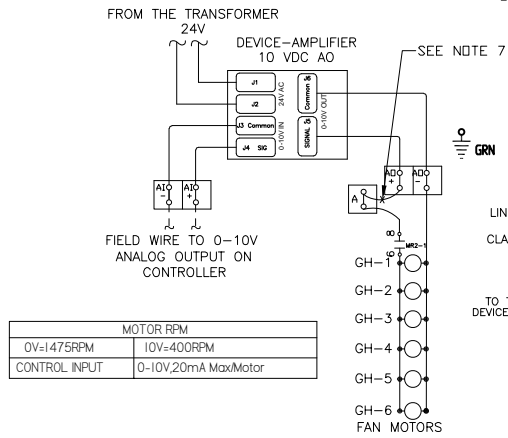 FROM THE TRANSFORMER
24V
DEVICE-AMPLIFIER
10 VDC AO
SEE NOTE 7
J1
J2
24V AC
J3 Common
J4 SIG
0-10V IN
Common
SIGNAL
0-10V OUT
GRN
AI
-
AI
+
AO
+
AO
-
A
X
FIELD WIRE TO 0-10V
ANALOG OUTPUT ON
CONTROLLER
LIN
CLA
TO T
DEVICE
8
MR2-1
6
GH-1
GH-2
GH-3
GH-4
GH-5
GH-6
FAN MOTORS
MOTOR RPM
0V=1475RPM 10V=400RPM
CONTROL INPUT 0-10V,20mA Max/Motor